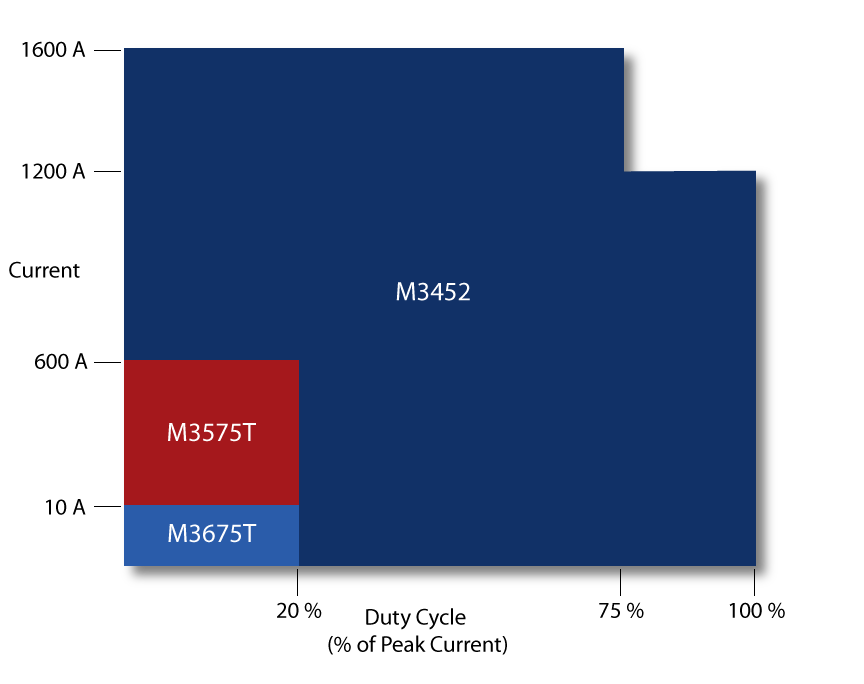 1600 A
1200 A
Current
M3452
600 A
M3575T
10 A
M3675T
20 %
75 %
100 %
Duty Cycle
(% of Peak Current)